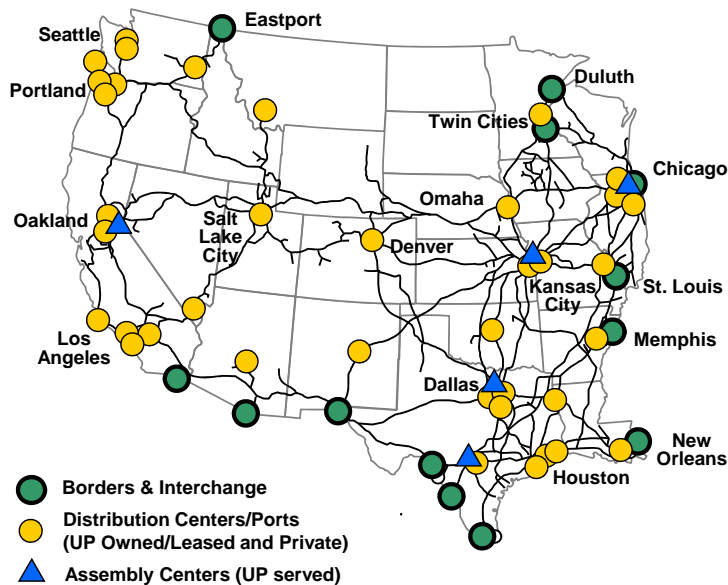 Eastport
Seattle
Duluth
Portland
Twin Cities
Chicago
Omaha
Oakland
Salt
Lake
City
Denver
Kansas
City
St. Louis
Los
Angeles
Memphis
Dallas
New
Orleans
Houston
Borders & Interchange
Distribution Centers/Ports
(UP Owned/Leased and Private)
Assembly Centers (UP served)